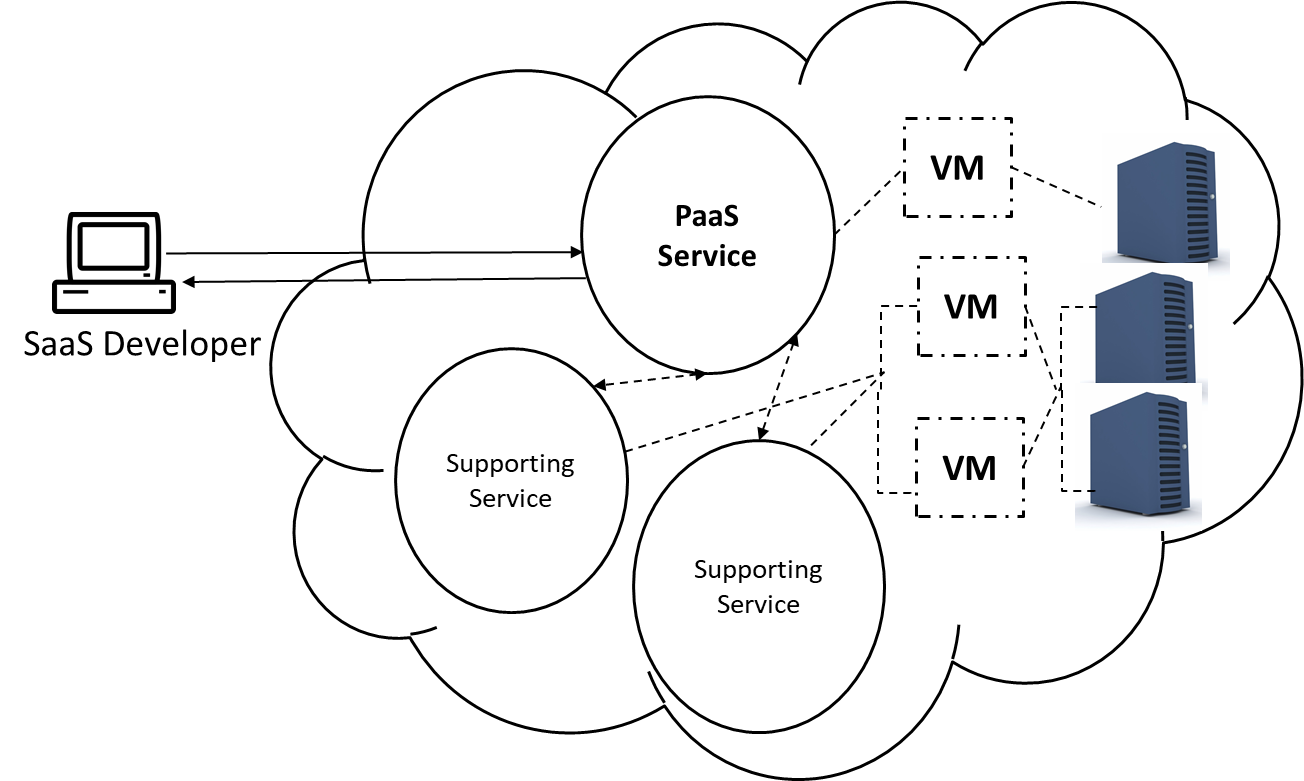 PaaS
Service
VM
VM
VM
SaaS Developer
Supporting
Service
Supporting
Service